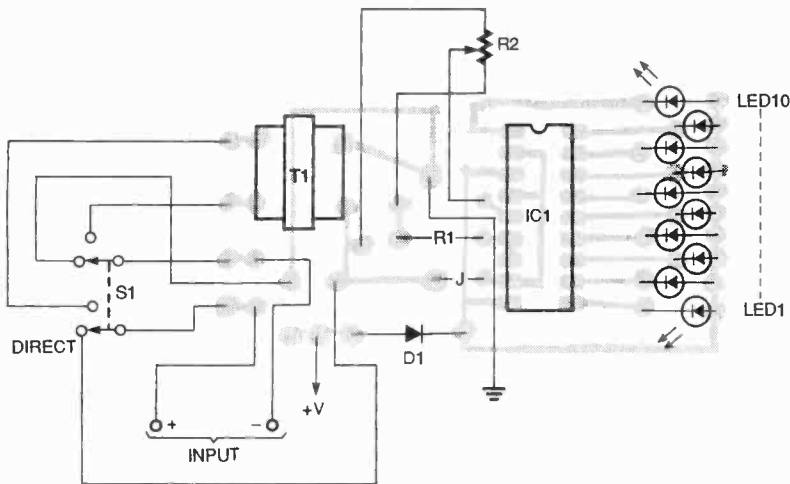 R2
LED10
T1
IC1
R1
J
S1
LED1
DIRECT
D1
+V
+
−
INPUT